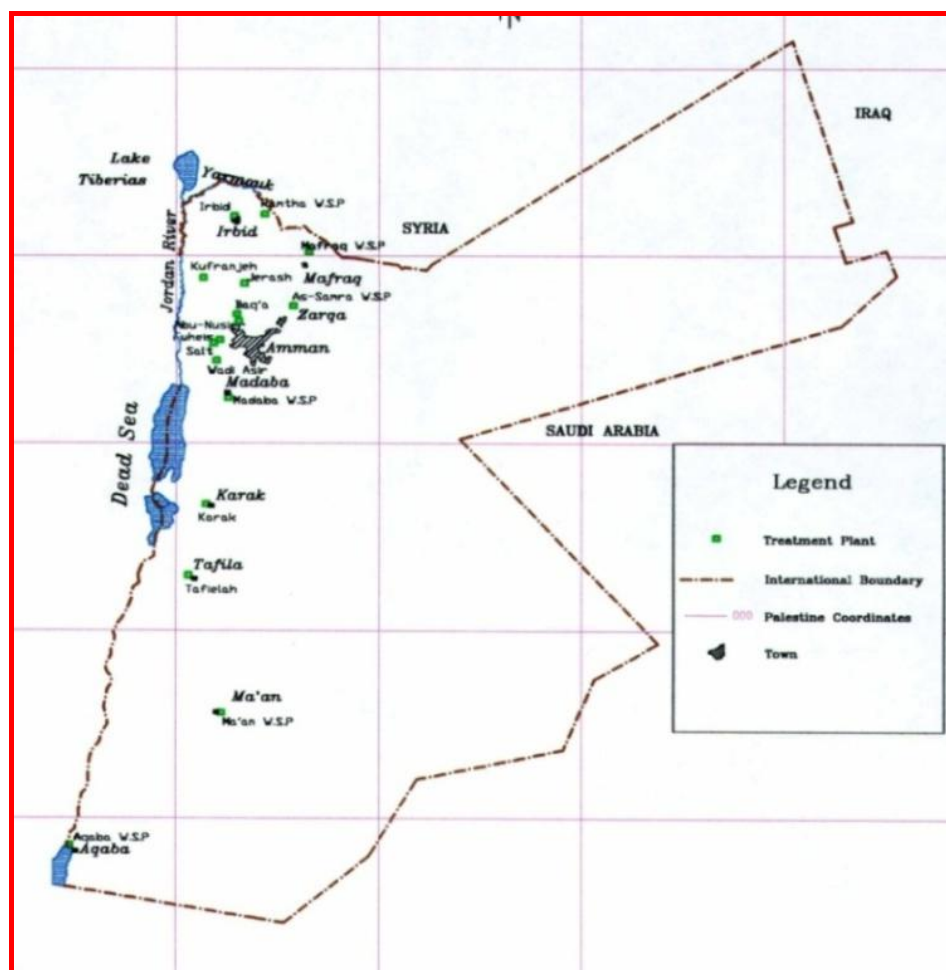 IRAQ
Lake
Tiberias
Yarmouk
Irbid
Ramtha W.S.P
Irbid
SYRIA
Jordan River
Mafraq W.S.P
Mafraq
Kufranjeh
Jerash
Baq'a
As-Samra W.S.P
Zarqa
Abu-Nusir
Fuheis
Amman
Salt
Wadi Asir
Madaba
Madaba W.S.P
Dead Sea
SAUDI ARABIA
Karak
Karak
Tafila
Tafielah
Ma'an
Ma'an W.S.P
Aqaba W.S.P
Aqaba
Legend
Treatment Plant
International Boundary
000 Palestine Coordinates
Town